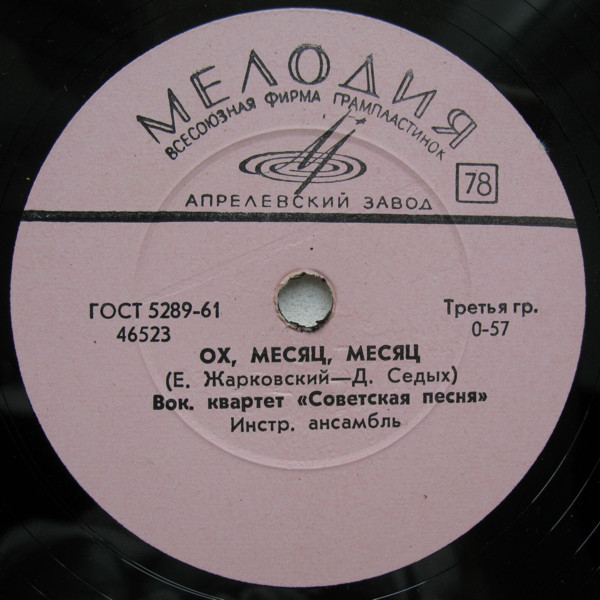 МЕЛОДИЯ
ВСЕСОЮЗНАЯ ФИРМА ГРАМПЛАСТИНОК
78
АПРЕЛЕВСКИЙ ЗАВОД
ГОСТ 5289-61
46523
Третья гр.
0-57
ОХ, МЕСЯЦ, МЕСЯЦ
(Е. Жарковский—Д. Седых)
Вок. квартет «Советская песня»
Инстр. ансамбль